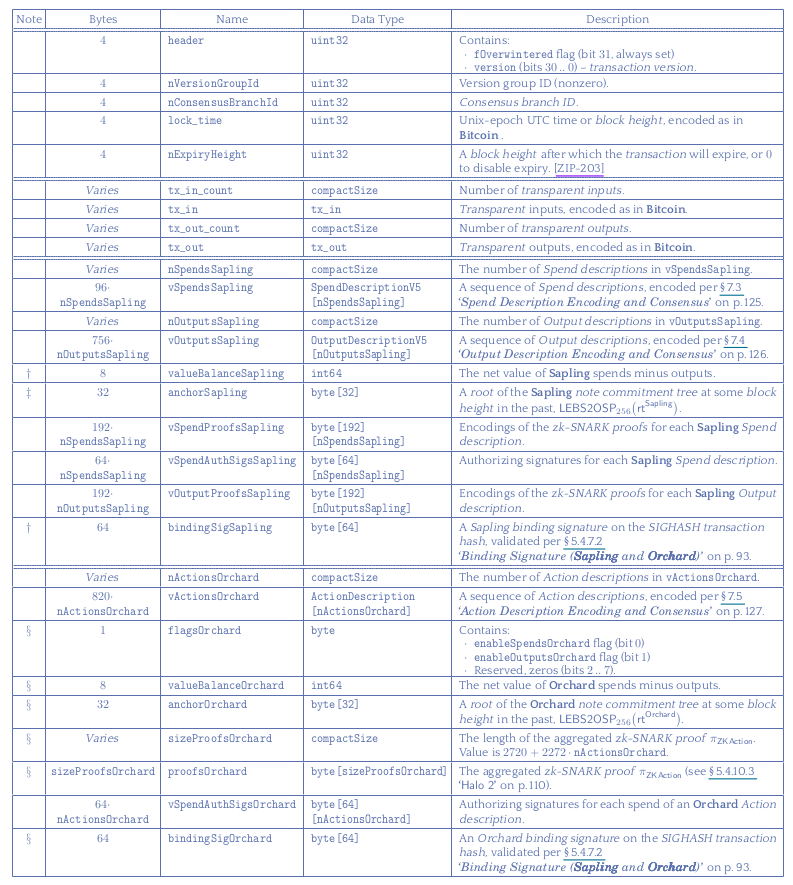 Note Bytes Name Data Type Description
4 header uint32 Contains:
· fOverwintered flag (bit 31, always set)
· version (bits 30 .. 0) – transaction version.
4 nVersionGroupId uint32 Version group ID (nonzero).
4 nConsensusBranchId uint32 Consensus branch ID.
4 lock_time uint32 Unix-epoch UTC time or block height, encoded as in
Bitcoin .
4 nExpiryHeight uint32 A block height after which the transaction will expire, or 0
to disable expiry. [ZIP-203]
Varies tx_in_count compactSize Number of transparent inputs.
Varies tx_in tx_in Transparent inputs, encoded as in Bitcoin.
Varies tx_out_count compactSize Number of transparent outputs.
Varies tx_out tx_out Transparent outputs, encoded as in Bitcoin.
Varies nSpendsSapling compactSize The number of Spend descriptions in vSpendsSapling.
96· vSpendsSapling SpendDescriptionV5 A sequence of Spend descriptions, encoded per § 7.3
nSpendsSapling [nSpendsSapling] ‘Spend Description Encoding and Consensus’ on p. 125.
Varies nOutputsSapling compactSize The number of Output descriptions in vOutputsSapling.
756· vOutputsSapling OutputDescriptionV5 A sequence of Output descriptions, encoded per § 7.4
nOutputsSapling [nOutputsSapling] ‘Output Description Encoding and Consensus’ on p. 126.
† 8 valueBalanceSapling int64 The net value of Sapling spends minus outputs.
‡ 32 anchorSapling byte[32] A root of the Sapling note commitment tree at some block
height in the past, LEBS2OSP256(rtSapling).
192· vSpendProofsSapling byte[192] Encodings of the zk-SNARK proofs for each Sapling Spend
nSpendsSapling [nSpendsSapling] description.
64· vSpendAuthSigsSapling byte[64] Authorizing signatures for each Sapling Spend description.
nSpendsSapling [nSpendsSapling]
192· vOutputProofsSapling byte[192] Encodings of the zk-SNARK proofs for each Sapling Output
nOutputsSapling [nOutputsSapling] description.
† 64 bindingSigSapling byte[64] A Sapling binding signature on the SIGHASH transaction
hash, validated per § 5.4.7.2
‘Binding Signature (Sapling and Orchard)’ on p. 93.
Varies nActionsOrchard compactSize The number of Action descriptions in vActionsOrchard.
820· vActionsOrchard ActionDescription A sequence of Action descriptions, encoded per § 7.5
nActionsOrchard [nActionsOrchard] ‘Action Description Encoding and Consensus’ on p. 127.
§ 1 flagsOrchard byte Contains:
· enableSpendsOrchard flag (bit 0)
· enableOutputsOrchard flag (bit 1)
· Reserved, zeros (bits 2 .. 7).
§ 8 valueBalanceOrchard int64 The net value of Orchard spends minus outputs.
§ 32 anchorOrchard byte[32] A root of the Orchard note commitment tree at some block
height in the past, LEBS2OSP256(rtOrchard).
§ Varies sizeProofsOrchard compactSize The length of the aggregated zk-SNARK proof πZKAction.
Value is 2720 + 2272 · nActionsOrchard.
§ sizeProofsOrchard proofsOrchard byte[sizeProofsOrchard] The aggregated zk-SNARK proof πZKAction (see § 5.4.10.3
‘Halo 2’ on p. 110).
64· vSpendAuthSigsOrchard byte[64] Authorizing signatures for each spend of an Orchard Action
nActionsOrchard [nActionsOrchard] description.
§ 64 bindingSigOrchard byte[64] An Orchard binding signature on the SIGHASH transaction
hash, validated per § 5.4.7.2
‘Binding Signature (Sapling and Orchard)’ on p. 93.